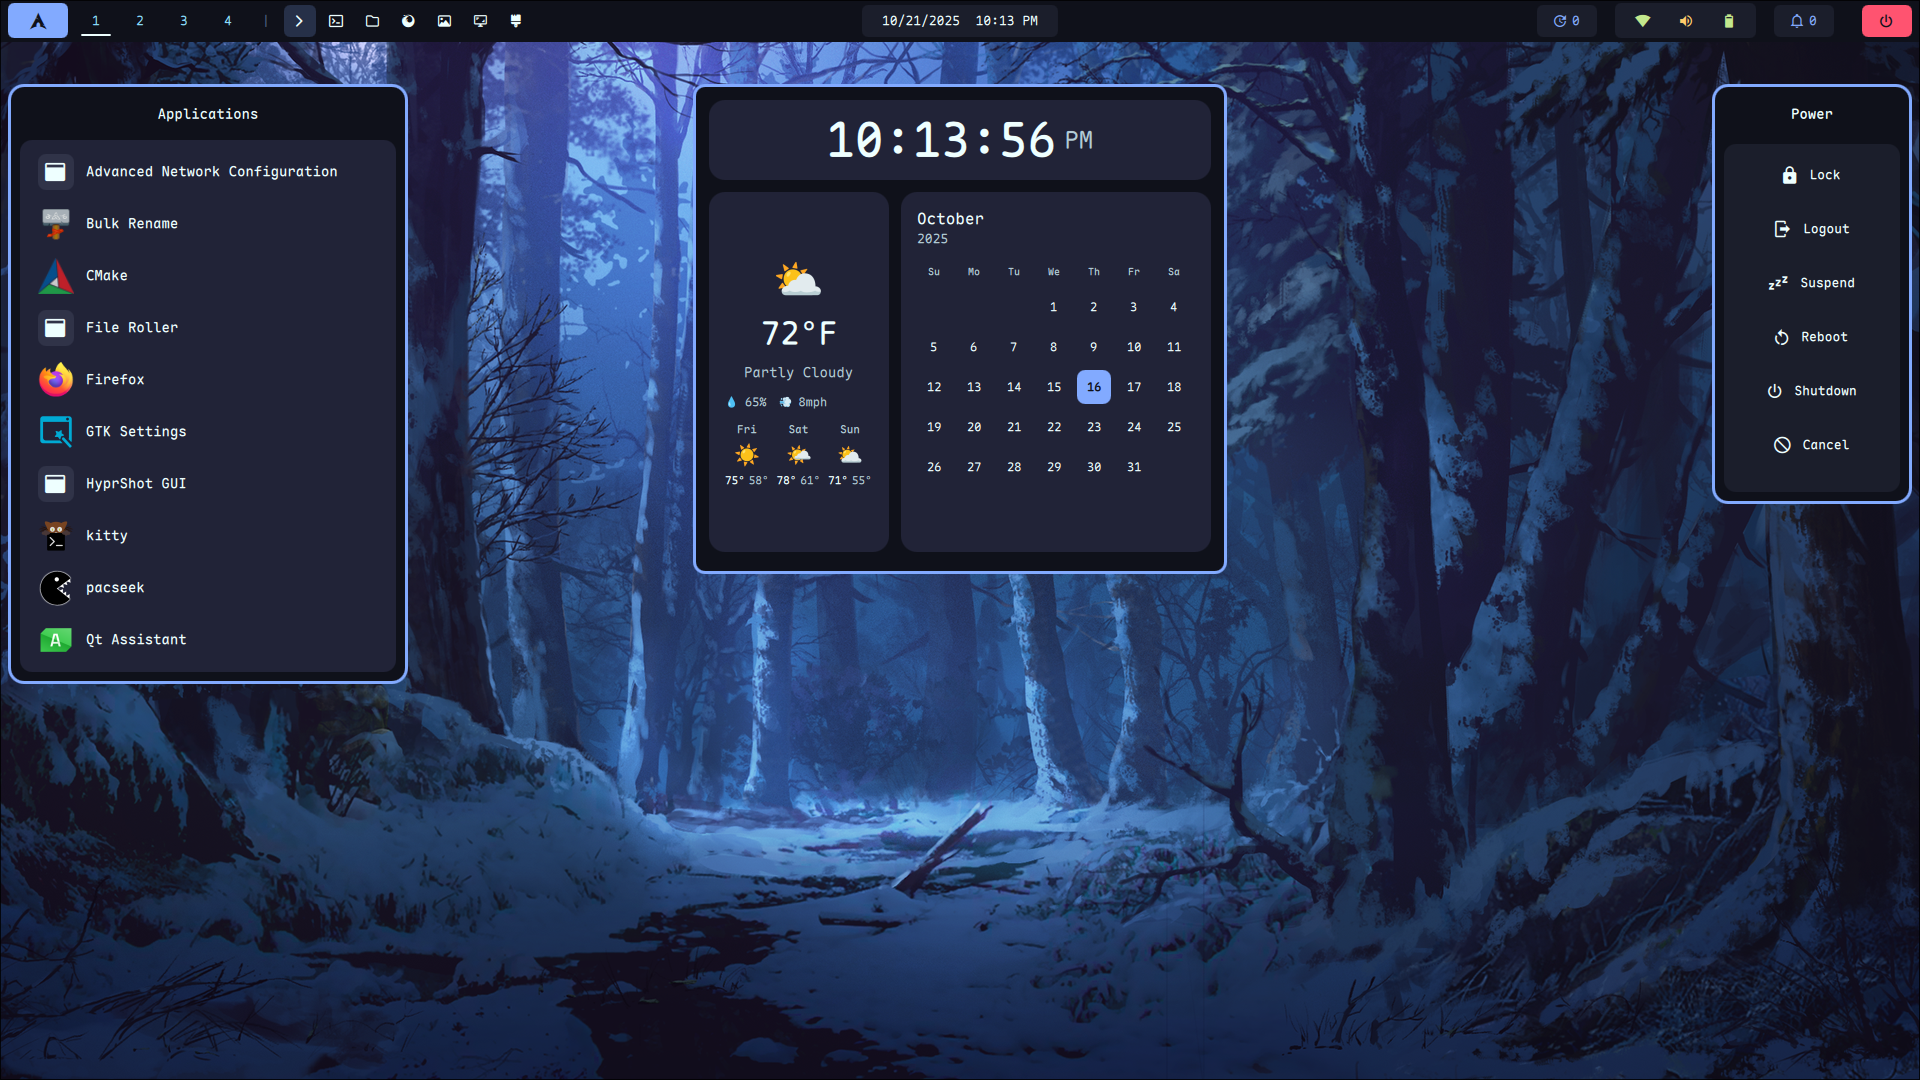 1 2 3 4 |
10/21/2025 10:13 PM
0
0
Applications
Advanced Network Configuration
Bulk Rename
CMake
File Roller
Firefox
GTK Settings
HyprShot GUI
kitty
pacseek
Qt Assistant
10:13:56 PM
72°F
Partly Cloudy
65% 8mph
Fri Sat Sun
75° 58° 78° 61° 71° 55°
October
2025
Su Mo Tu We Th Fr Sa
1 2 3 4
5 6 7 8 9 10 11
12 13 14 15 16 17 18
19 20 21 22 23 24 25
26 27 28 29 30 31
Power
Lock
Logout
zzz Suspend
Reboot
Shutdown
Cancel